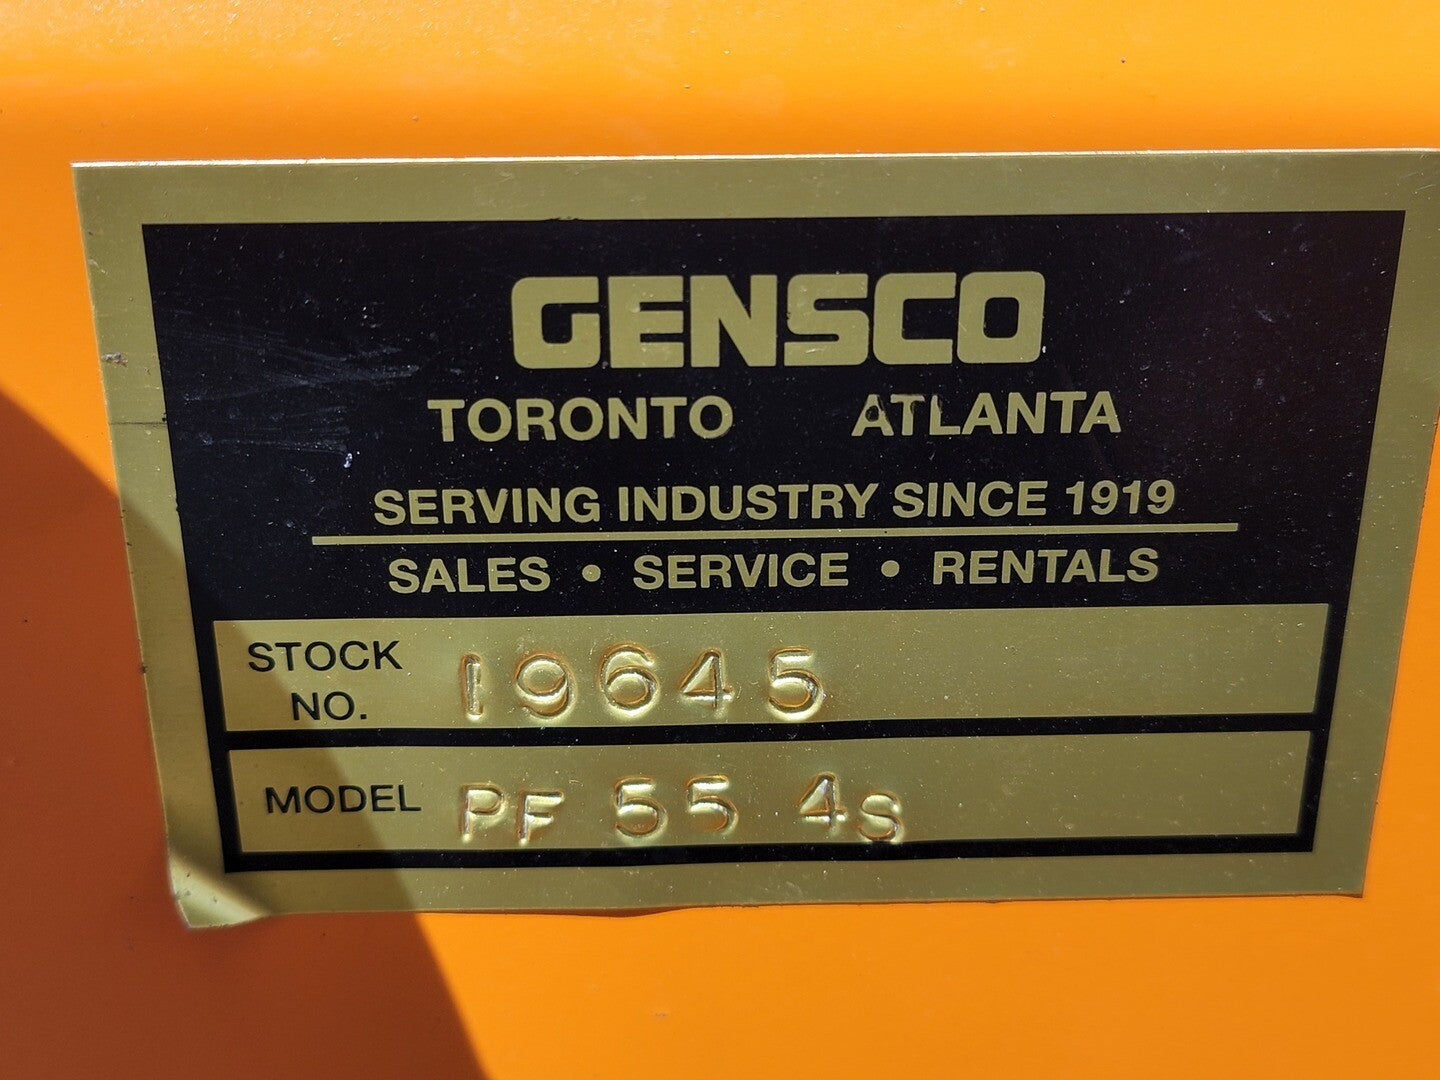 GENSCO
TORONTO ATLANTA
SERVING INDUSTRY SINCE 1919
SALES • SERVICE • RENTALS
STOCK NO. 19645
MODEL PF 55 4S